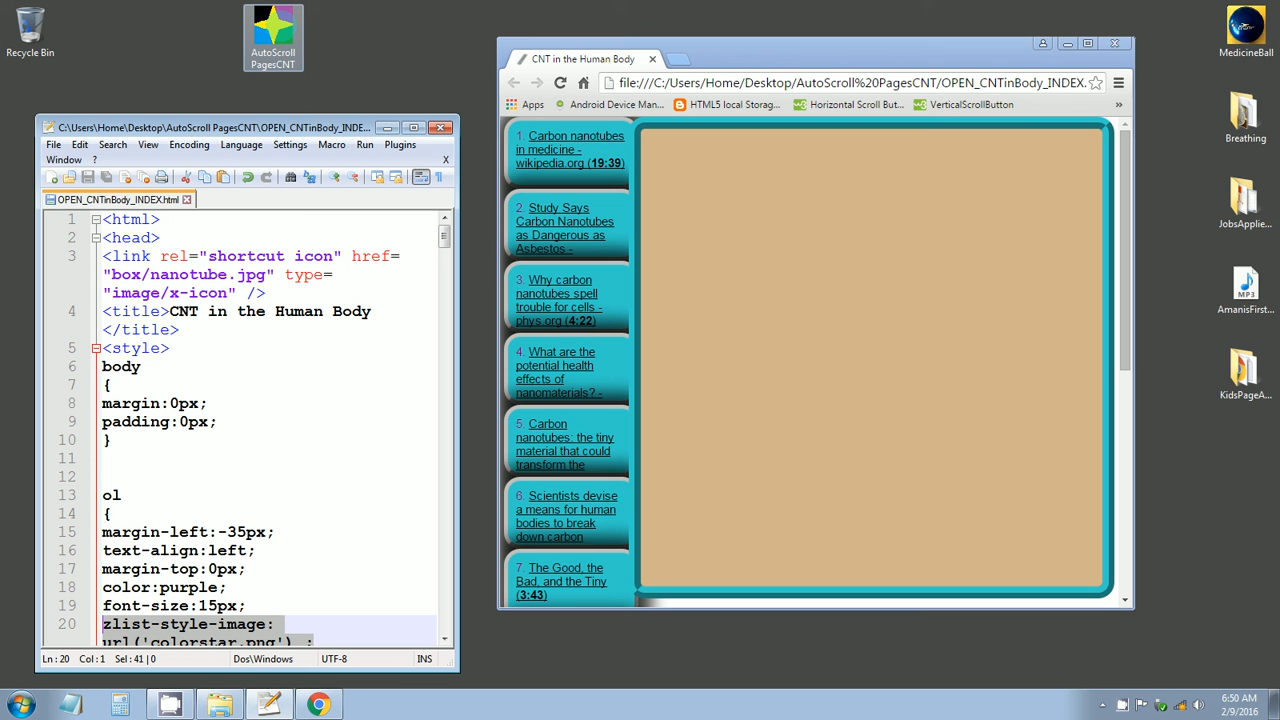 Recycle Bin
AutoScroll
PagesCNT
MedicineBall
Breathing
JobsApplie...
MP3
AmanisFirst...
KidsPageA...
C:\Users\Home\Desktop\AutoScroll PagesCNT\OPEN_CNTinBody_INDE...
File Edit Search View Encoding Language Settings Macro Run Plugins
Window ? X
OPEN_CNTinBody_INDEX.html
1 <html>
2 <head>
3 <link rel="shortcut icon" href=
"box/nanotube.jpg" type=
"image/x-icon" />
4 <title>CNT in the Human Body
</title>
5 <style>
6 body
7 {
8 margin:0px;
9 padding:0px;
10 }
11
12
13 ol
14 {
15 margin-left:-35px;
16 text-align:left;
17 margin-top:0px;
18 color:purple;
19 font-size:15px;
20 zlist-style-image:
url('colorstar.png') ;
Ln : 20 Col : 1 Sel : 41 | 0 Dos\Windows UTF-8 INS
CNT in the Human Body
file:///C:/Users/Home/Desktop/AutoScroll%20PagesCNT/OPEN_CNTinBody_INDEX.
Apps Android Device Man... HTML5 local Storag... Horizontal Scroll But... VerticalScrollButton »
1. Carbon nanotubes
in medicine -
wikipedia.org (19:39)
2. Study Says
Carbon Nanotubes
as Dangerous as
Asbestos -
3. Why carbon
nanotubes spell
trouble for cells -
phys.org (4:22)
4. What are the
potential health
effects of
nanomaterials? -
5. Carbon
nanotubes: the tiny
material that could
transform the
6. Scientists devise
a means for human
bodies to break
down carbon
7. The Good, the
Bad, and the Tiny
(3:43)
6:50 AM
2/9/2016